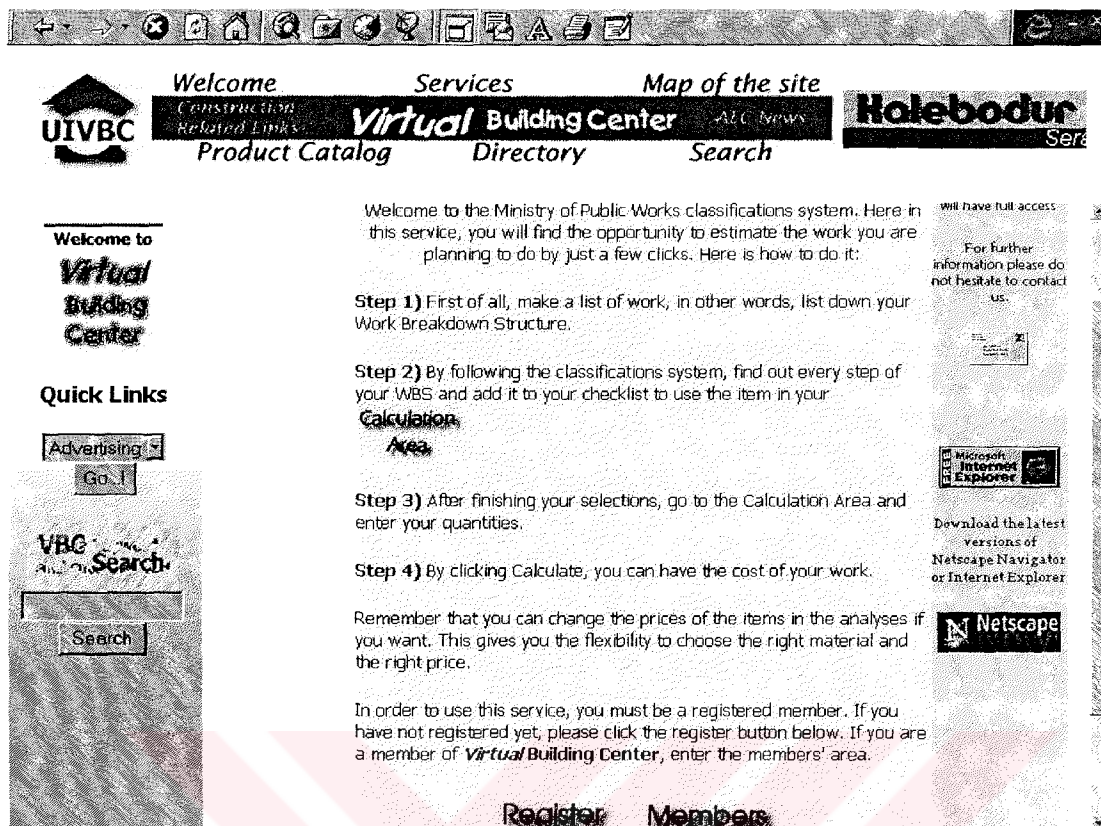 Welcome Services Map of the site
UIVBC
Construction
Related Links
Virtual Building Center
AEC News
Product Catalog Directory Search
Kalebodur
Welcome to
Virtual
Building
Center
Quick Links
Advertising
Go !
VBC
Search
Search
Welcome to the Ministry of Public Works classifications system. Here in
this service, you will find the opportunity to estimate the work you are
planning to do by just a few clicks. Here is how to do it:
Step 1) First of all, make a list of work, in other words, list down your
Work Breakdown Structure.
Step 2) By following the classifications system, find out every step of
your WBS and add it to your checklist to use the item in your
Calculation
Area
Step 3) After finishing your selections, go to the Calculation Area and
enter your quantities.
Step 4) By clicking Calculate, you can have the cost of your work.
Remember that you can change the prices of the items in the analyses if
you want. This gives you the flexibility to choose the right material and
the right price.
In order to use this service, you must be a registered member. If you
have not registered yet, please click the register button below. If you are
a member of Virtual Building Center, enter the members' area.
Register Members
will have full access
For further
information please do
not hesitate to contact
us.
FREE
Microsoft
Internet
Explorer
Download the latest
versions of
Netscape Navigator
or Internet Explorer
N Netscape